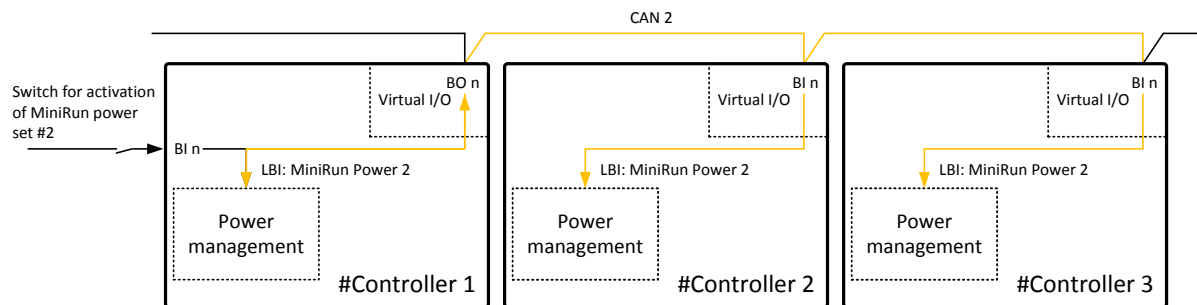 CAN 2
Switch for activation
of MiniRun power
set #2
BI n
BO n
Virtual I/O
LBI: MiniRun Power 2
Power
management
#Controller 1
BI n
Virtual I/O
LBI: MiniRun Power 2
Power
management
#Controller 2
BI n
Virtual I/O
LBI: MiniRun Power 2
Power
management
#Controller 3